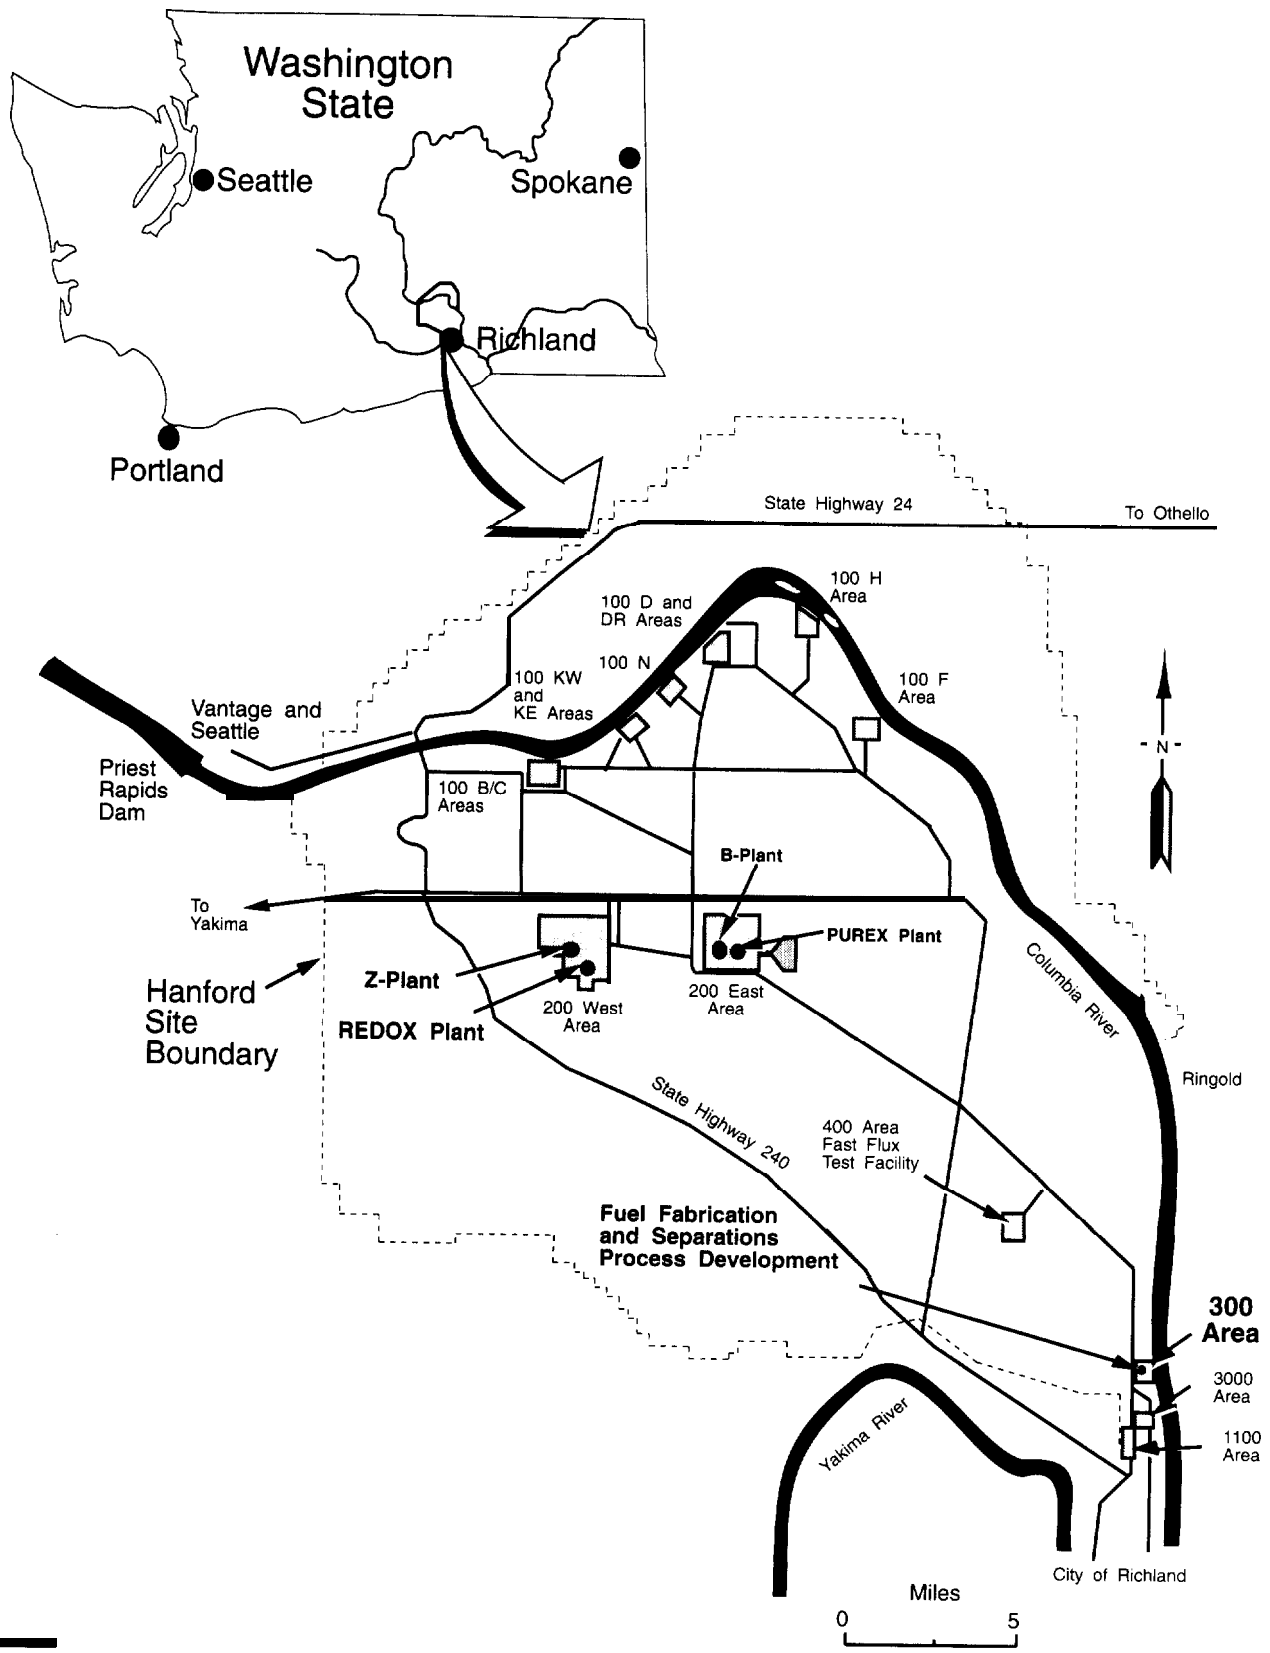 Washington
State
Seattle
Spokane
Richland
Portland
State Highway 24
To Othello
100 H
Area
100 D and
DR Areas
100 N
100 KW
and
KE Areas
100 F
Area
Vantage and
Seattle
Priest
Rapids
Dam
100 B/C
Areas
N
B-Plant
To
Yakima
PUREX Plant
Z-Plant
200 East
Area
Columbia River
Hanford
Site
Boundary
200 West
Area
REDOX Plant
Ringold
State Highway 240
400 Area
Fast Flux
Test Facility
Fuel Fabrication
and Separations
Process Development
300
Area
3000
Area
1100
Area
Yakima River
City of Richland
Miles
0 5